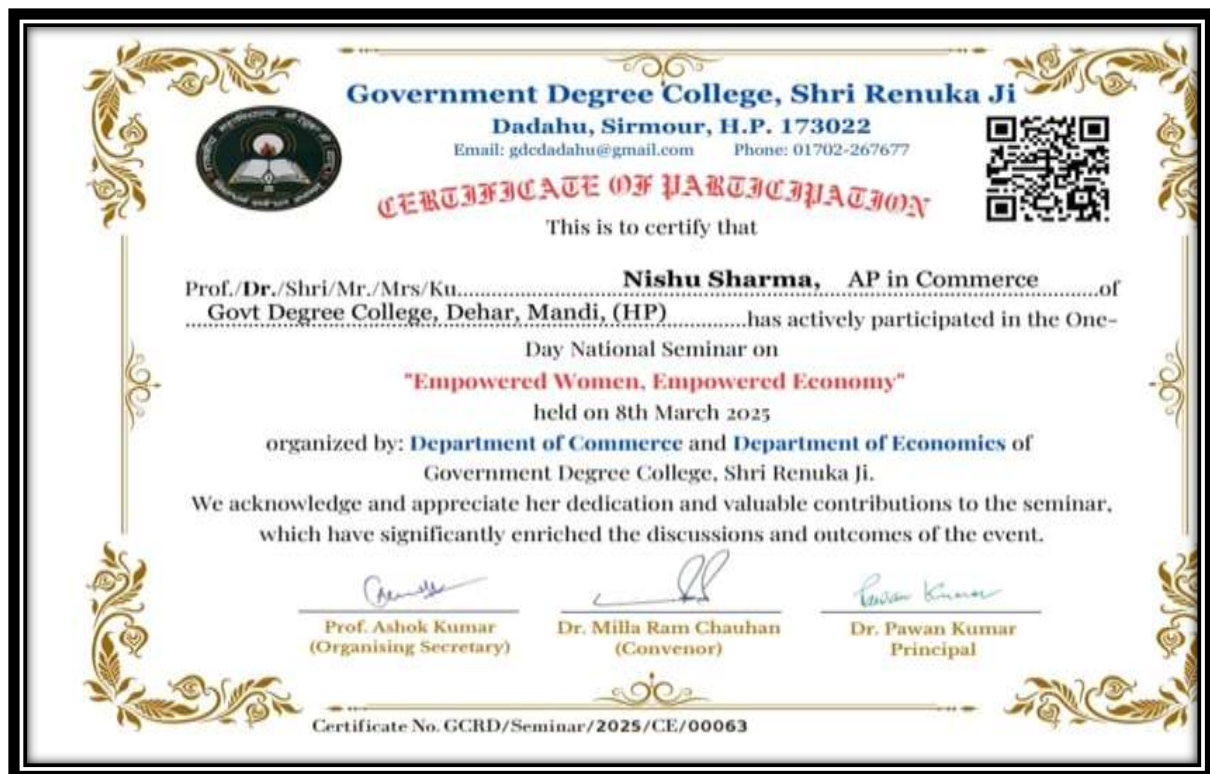 Government Degree College, Shri Renuka Ji
Dadahu, Sirmour, H.P. 173022
Email: gdcdadahu@gmail.com Phone: 01702-267677
CERTIFICATE OF PARTICIPATION
This is to certify that
Prof./Dr./Shri/Mr./Mrs/Ku. Nishu Sharma, AP in Commerce of
Govt Degree College, Dehar, Mandi, (HP) has actively participated in the One-
Day National Seminar on
"Empowered Women, Empowered Economy"
held on 8th March 2025
organized by: Department of Commerce and Department of Economics of
Government Degree College, Shri Renuka Ji.
We acknowledge and appreciate her dedication and valuable contributions to the seminar,
which have significantly enriched the discussions and outcomes of the event.
Pawan Kumar
Prof. Ashok Kumar Dr. Milla Ram Chauhan Dr. Pawan Kumar
(Organising Secretary) (Convenor) Principal
Certificate No. GCRD/Seminar/2025/CE/00063